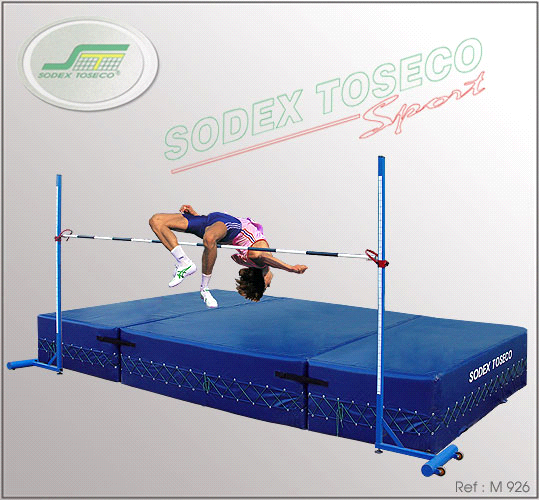 SODEX TOSECO®
SODEX TOSECO
Sport
SODEX TOSECO
Ref : M 926